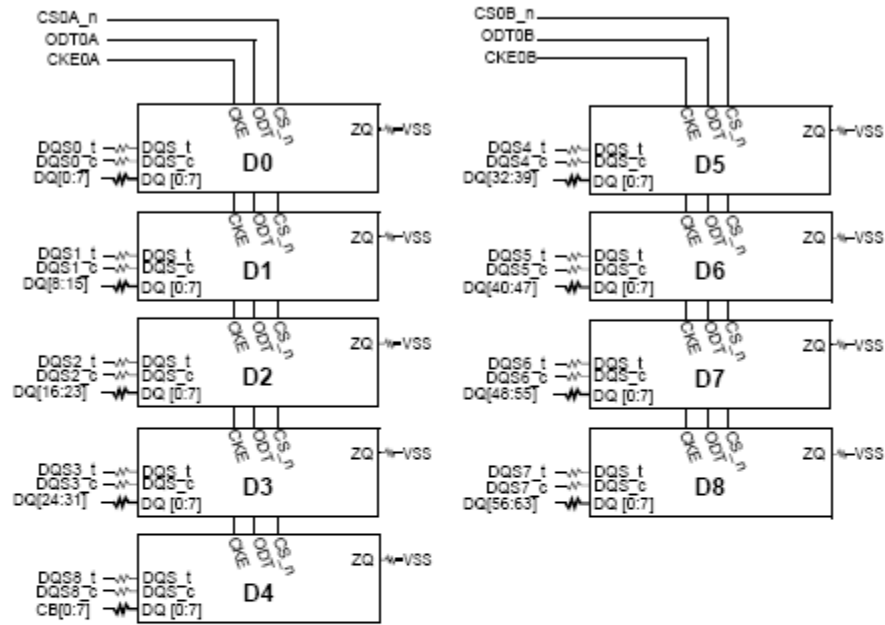 CS0A_n
ODT0A
CKE0A
CKE ODT CS_n
ZQ VSS
DQS0_t DQS_t
DQS0_c DQS_c
DQ[0:7] DQ [0:7]
D0
CKE ODT CS_n
ZQ VSS
DQS1_t DQS_t
DQS1_c DQS_c
DQ[8:15] DQ [0:7]
D1
CKE ODT CS_n
ZQ VSS
DQS2_t DQS_t
DQS2_c DQS_c
DQ[16:23] DQ [0:7]
D2
CKE ODT CS_n
ZQ VSS
DQS3_t DQS_t
DQS3_c DQS_c
DQ[24:31] DQ [0:7]
D3
CKE ODT CS_n
ZQ VSS
DQS8_t DQS_t
DQS8_c DQS_c
CB[0:7] DQ [0:7]
D4
CS0B_n
ODT0B
CKE0B
CKE ODT CS_n
ZQ VSS
DQS4_t DQS_t
DQS4_c DQS_c
DQ[32:39] DQ [0:7]
D5
CKE ODT CS_n
ZQ VSS
DQS5_t DQS_t
DQS5_c DQS_c
DQ[40:47] DQ [0:7]
D6
CKE ODT CS_n
ZQ VSS
DQS6_t DQS_t
DQS6_c DQS_c
DQ[48:55] DQ [0:7]
D7
CKE ODT CS_n
ZQ VSS
DQS7_t DQS_t
DQS7_c DQS_c
DQ[56:63] DQ [0:7]
D8